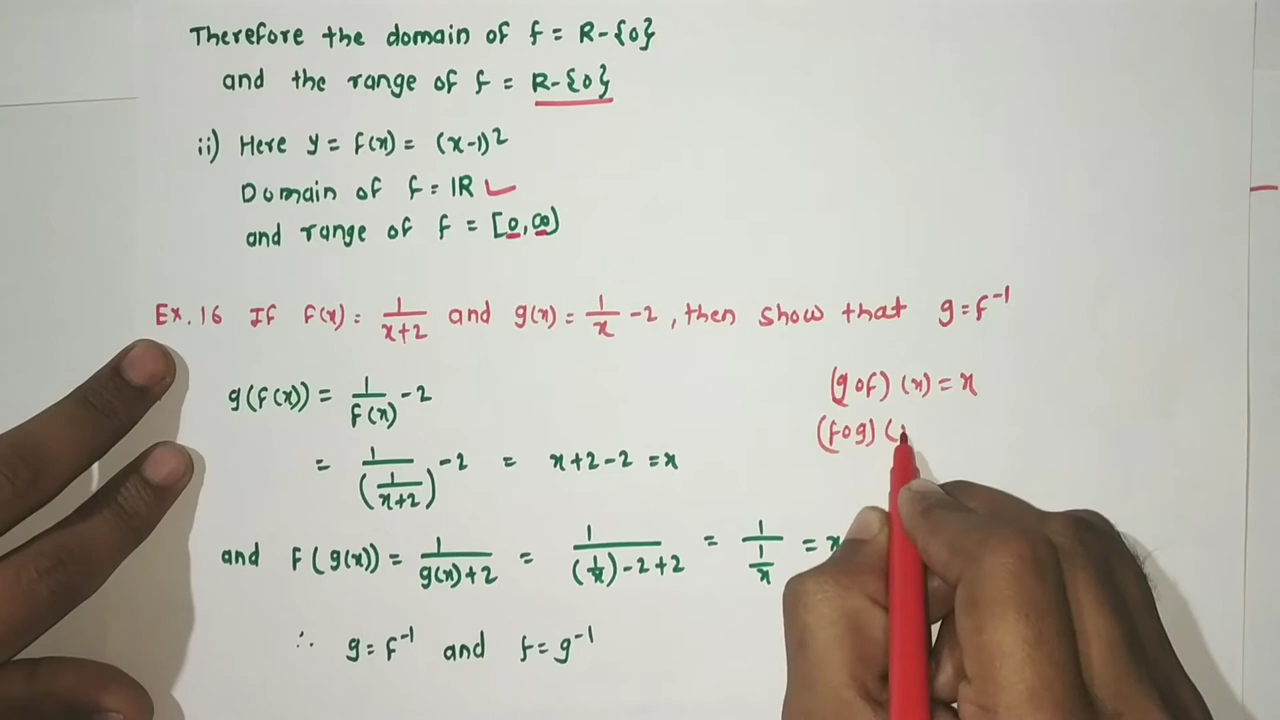 Therefore the domain of f = R-{0}
and the range of f = R-{0}
ii) Here y = f(x) = (x-1)²
Domain of f = IR ✓
and range of f = [0,∞)
Ex. 16 If f(x) = 1/(x+2) and g(x) = 1/x -2, then show that g=f⁻¹
g(f(x)) = 1/f(x) -2
(gof) (x) = x
(fog) (
= 1/(1/(x+2)) -2 = x+2-2 = x
and f(g(x)) = 1/(g(x)+2) = 1/((1/x)-2+2) = 1/(1/x) = x
∴ g=f⁻¹ and f=g⁻¹